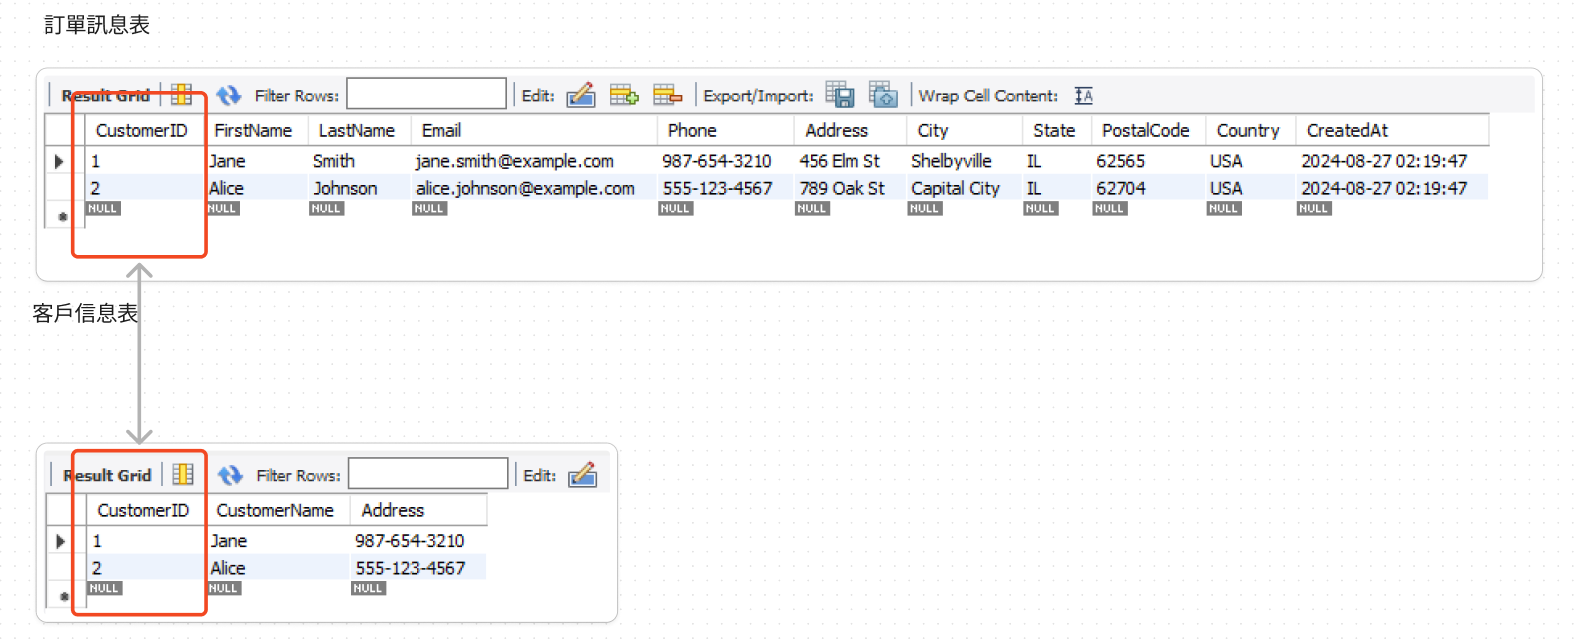 訂單訊息表
Result Grid Filter Rows: Edit: Export/Import: Wrap Cell Content: IA
CustomerID FirstName LastName Email Phone Address City State PostalCode Country CreatedAt
1 Jane Smith jane.smith@example.com 987-654-3210 456 Elm St Shelbyville IL 62565 USA 2024-08-27 02:19:47
2 Alice Johnson alice.johnson@example.com 555-123-4567 789 Oak St Capital City IL 62704 USA 2024-08-27 02:19:47
NULL NULL NULL NULL NULL NULL NULL NULL NULL NULL NULL
客戶信息表
Result Grid Filter Rows: Edit:
CustomerID CustomerName Address
1 Jane 987-654-3210
2 Alice 555-123-4567
NULL NULL NULL